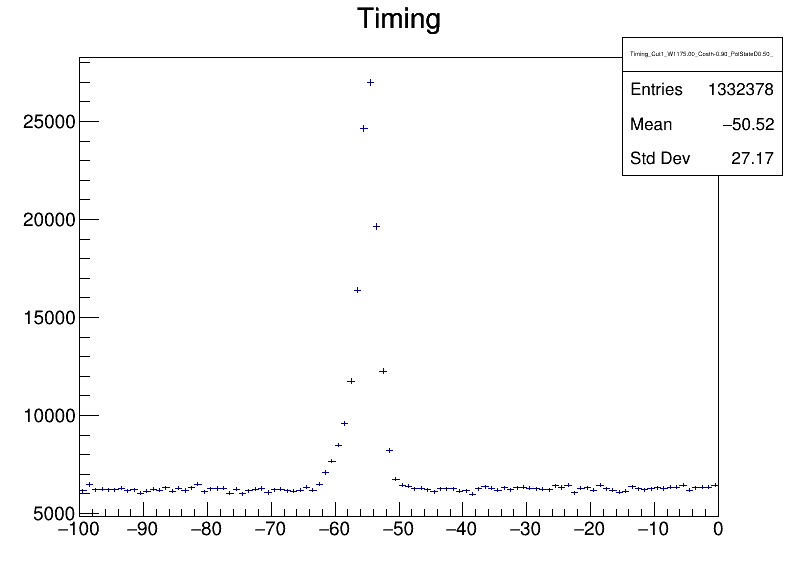 Timing
Timing_Cut1_W1175.00_Costh-0.90_PolStateD0.50_
Entries 1332378
Mean −50.52
Std Dev 27.17
25000
20000
15000
10000
5000
−100 −90 −80 −70 −60 −50 −40 −30 −20 −10 0